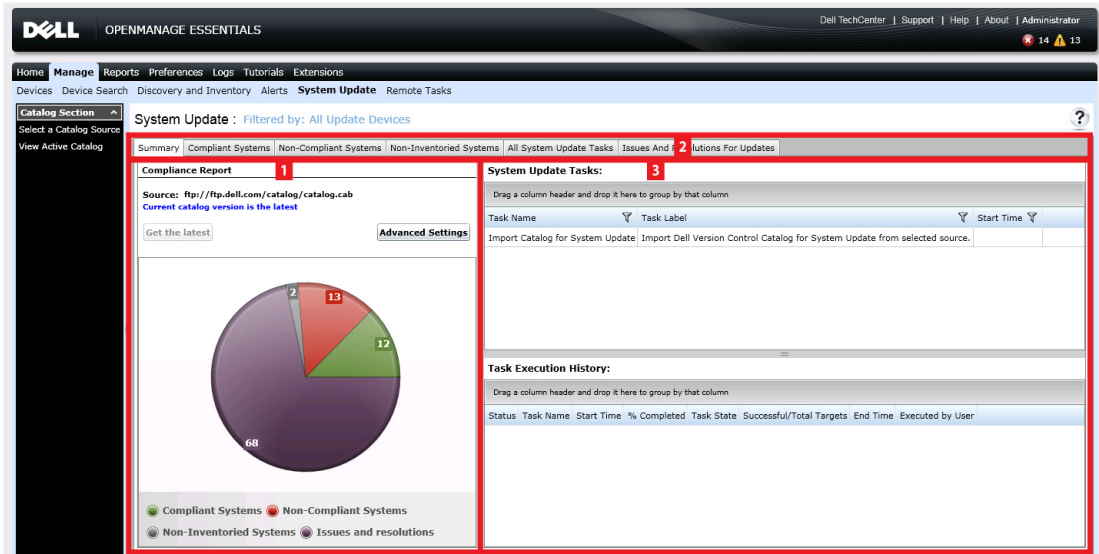 DELL OPENMANAGE ESSENTIALS
Dell TechCenter | Support | Help | About | Administrator
14 13
Home Manage Reports Preferences Logs Tutorials Extensions
Devices Device Search Discovery and Inventory Alerts System Update Remote Tasks
Catalog Section
Select a Catalog Source
View Active Catalog
System Update : Filtered by: All Update Devices
?
Summary Compliant Systems Non-Compliant Systems Non-Inventoried Systems All System Update Tasks Issues And 2 lutions For Updates
Compliance Report 1
Source: ftp://ftp.dell.com/catalog/catalog.cab
Current catalog version is the latest
Get the latest Advanced Settings
2
13
12
68
Compliant Systems Non-Compliant Systems
Non-Inventoried Systems Issues and resolutions
System Update Tasks: 3
Drag a column header and drop it here to group by that column
Task Name Task Label Start Time
Import Catalog for System Update Import Dell Version Control Catalog for System Update from selected source.
Task Execution History:
Drag a column header and drop it here to group by that column
Status Task Name Start Time % Completed Task State Successful/Total Targets End Time Executed by User